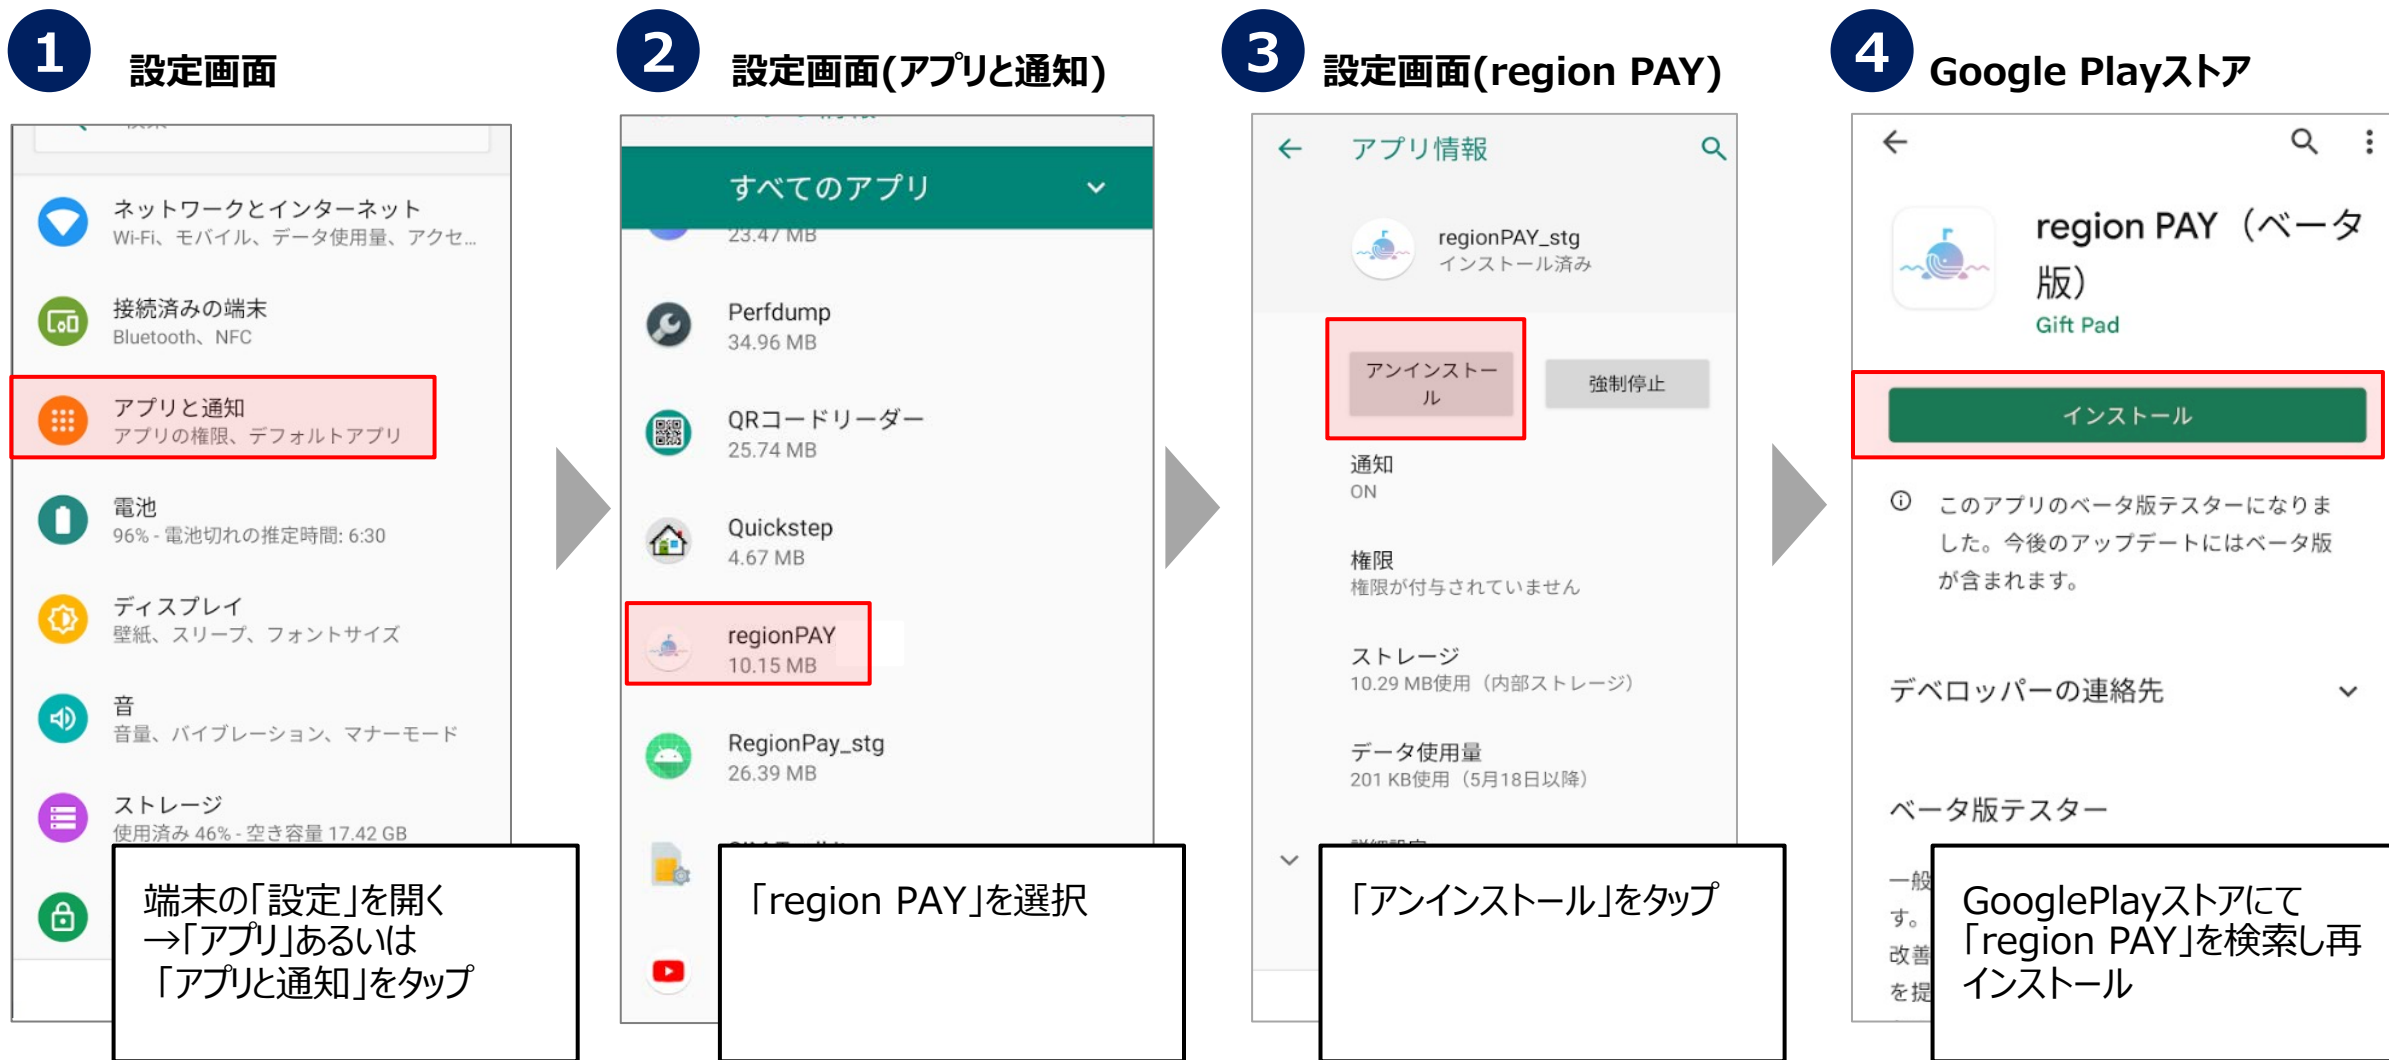 1
設定画面
ネットワークとインターネット
Wi-Fi、モバイル、データ使用量、アクセ...
接続済みの端末
Bluetooth、NFC
アプリと通知
アプリの権限、デフォルトアプリ
電池
96% - 電池切れの推定時間: 6:30
ディスプレイ
壁紙、スリープ、フォントサイズ
音
音量、バイブレーション、マナーモード
ストレージ
使用済み 46% - 空き容量 17.42 GB
端末の「設定」を開く
→「アプリ」あるいは
「アプリと通知」をタップ
2
設定画面(アプリと通知)
すべてのアプリ
23.47 MB
Perfdump
34.96 MB
QRコードリーダー
25.74 MB
Quickstep
4.67 MB
regionPAY
10.15 MB
RegionPay_stg
26.39 MB
「region PAY」を選択
3
設定画面(region PAY)
アプリ情報
regionPAY_stg
インストール済み
アンインストー
ル
強制停止
通知
ON
権限
権限が付与されていません
ストレージ
10.29 MB使用（内部ストレージ）
データ使用量
201 KB使用（5月18日以降）
「アンインストール」をタップ
4
Google Playストア
region PAY（ベータ
版）
Gift Pad
インストール
このアプリのベータ版テスターになりま
した。今後のアップデートにはベータ版
が含まれます。
デベロッパーの連絡先
ベータ版テスター
一般
す。
改善
を提
GooglePlayストアにて
「region PAY」を検索し再
インストール